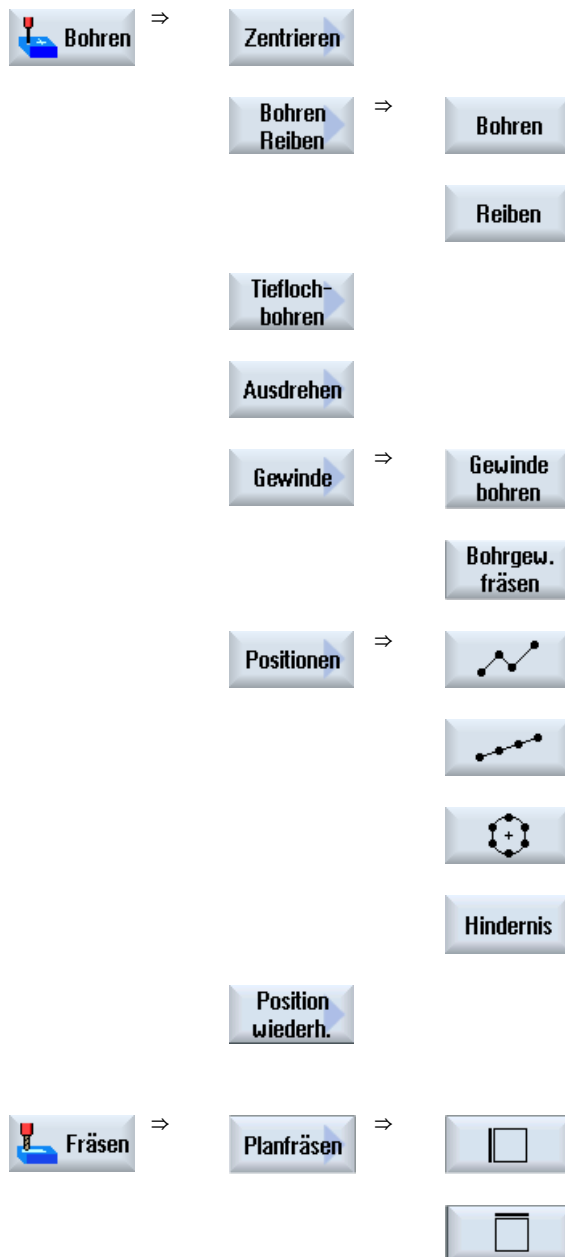 Bohren ⇒ Zentrieren
Bohren
Reiben ⇒ Bohren
Reiben
Tiefloch-
bohren
Ausdrehen
Gewinde ⇒ Gewinde
bohren
Bohrgew.
fräsen
Positionen ⇒
Hindernis
Position
wiederh.
Fräsen ⇒ Planfräsen ⇒